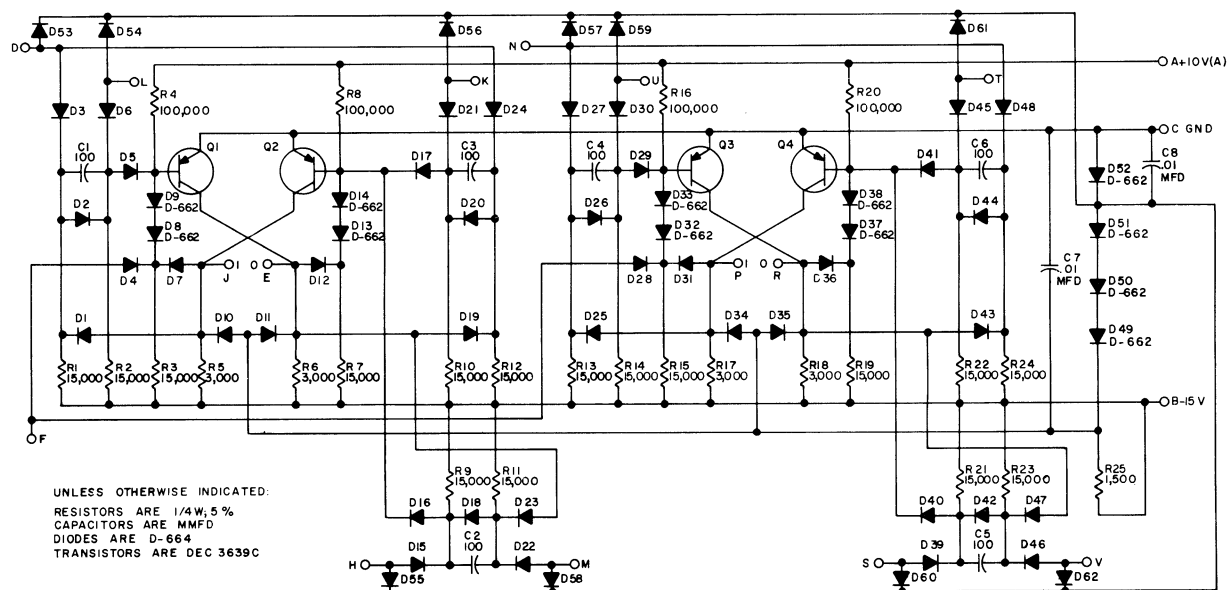 D53
D54
D56
D57
D59
D61
D
N
L
K
U
T
A+10V(A)
R4
100,000
R8
100,000
R16
100,000
R20
100,000
D3
D6
D21
D24
D27
D30
D45
D48
C GND
C1
100
D5
Q1
Q2
D17
C3
100
C4
100
D29
Q3
Q4
D41
C6
100
D52
D-662
C8
.01
MFD
D2
D9
D-662
D8
D-662
D14
D-662
D13
D-662
D20
D26
D33
D-662
D32
D-662
D38
D-662
D37
D-662
D44
D51
D-662
D4
D7
1
J
0
E
D12
D28
D31
1
P
0
R
D36
C7
.01
MFD
D50
D-662
D1
D10
D11
D19
D25
D34
D35
D43
D49
D-662
R1
15,000
R2
15,000
R3
15,000
R5
3,000
R6
3,000
R7
15,000
R10
15,000
R12
15,000
R13
15,000
R14
15,000
R15
15,000
R17
3,000
R18
3,000
R19
15,000
R22
15,000
R24
15,000
B-15V
F
R9
15,000
R11
15,000
R21
15,000
R23
15,000
R25
1,500
UNLESS OTHERWISE INDICATED:
RESISTORS ARE 1/4W; 5%
CAPACITORS ARE MMFD
DIODES ARE D-664
TRANSISTORS ARE DEC 3639C
D16
D18
D23
D40
D42
D47
H
D15
C2
100
D22
M
S
D39
C5
100
D46
V
D55
D58
D60
D62